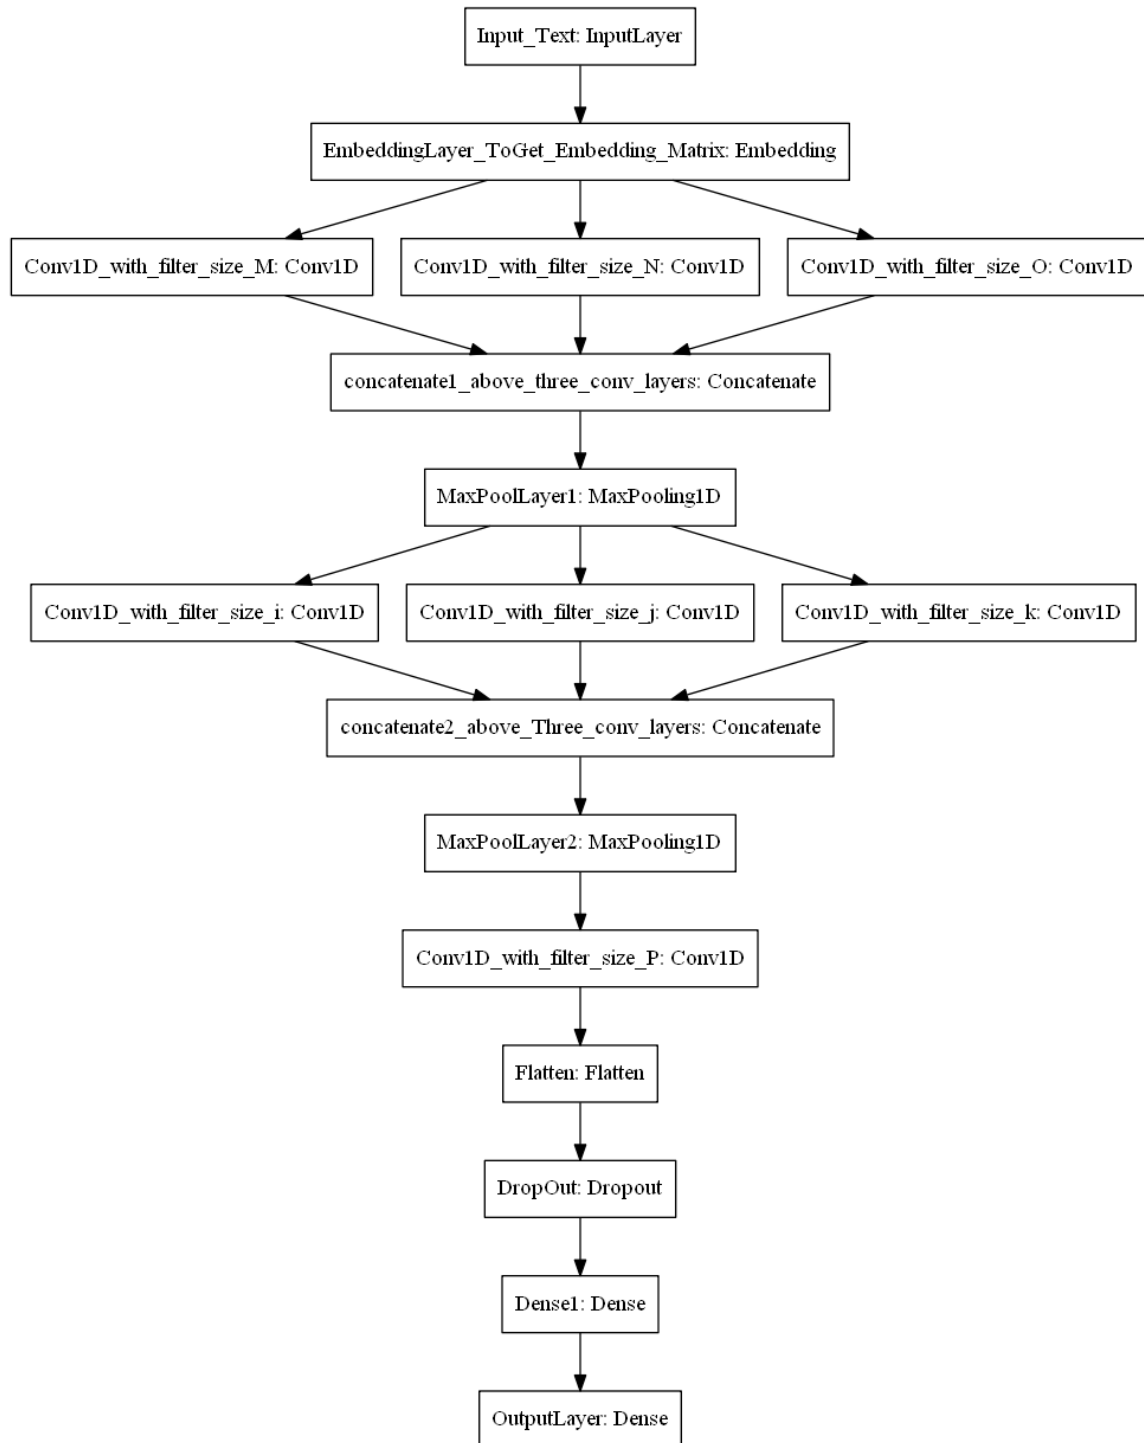 Input_Text: InputLayer
EmbeddingLayer_ToGet_Embedding_Matrix: Embedding
Conv1D_with_filter_size_M: Conv1D
Conv1D_with_filter_size_N: Conv1D
Conv1D_with_filter_size_O: Conv1D
concatenate1_above_three_conv_layers: Concatenate
MaxPoolLayer1: MaxPooling1D
Conv1D_with_filter_size_i: Conv1D
Conv1D_with_filter_size_j: Conv1D
Conv1D_with_filter_size_k: Conv1D
concatenate2_above_Three_conv_layers: Concatenate
MaxPoolLayer2: MaxPooling1D
Conv1D_with_filter_size_P: Conv1D
Flatten: Flatten
DropOut: Dropout
Dense1: Dense
OutputLayer: Dense